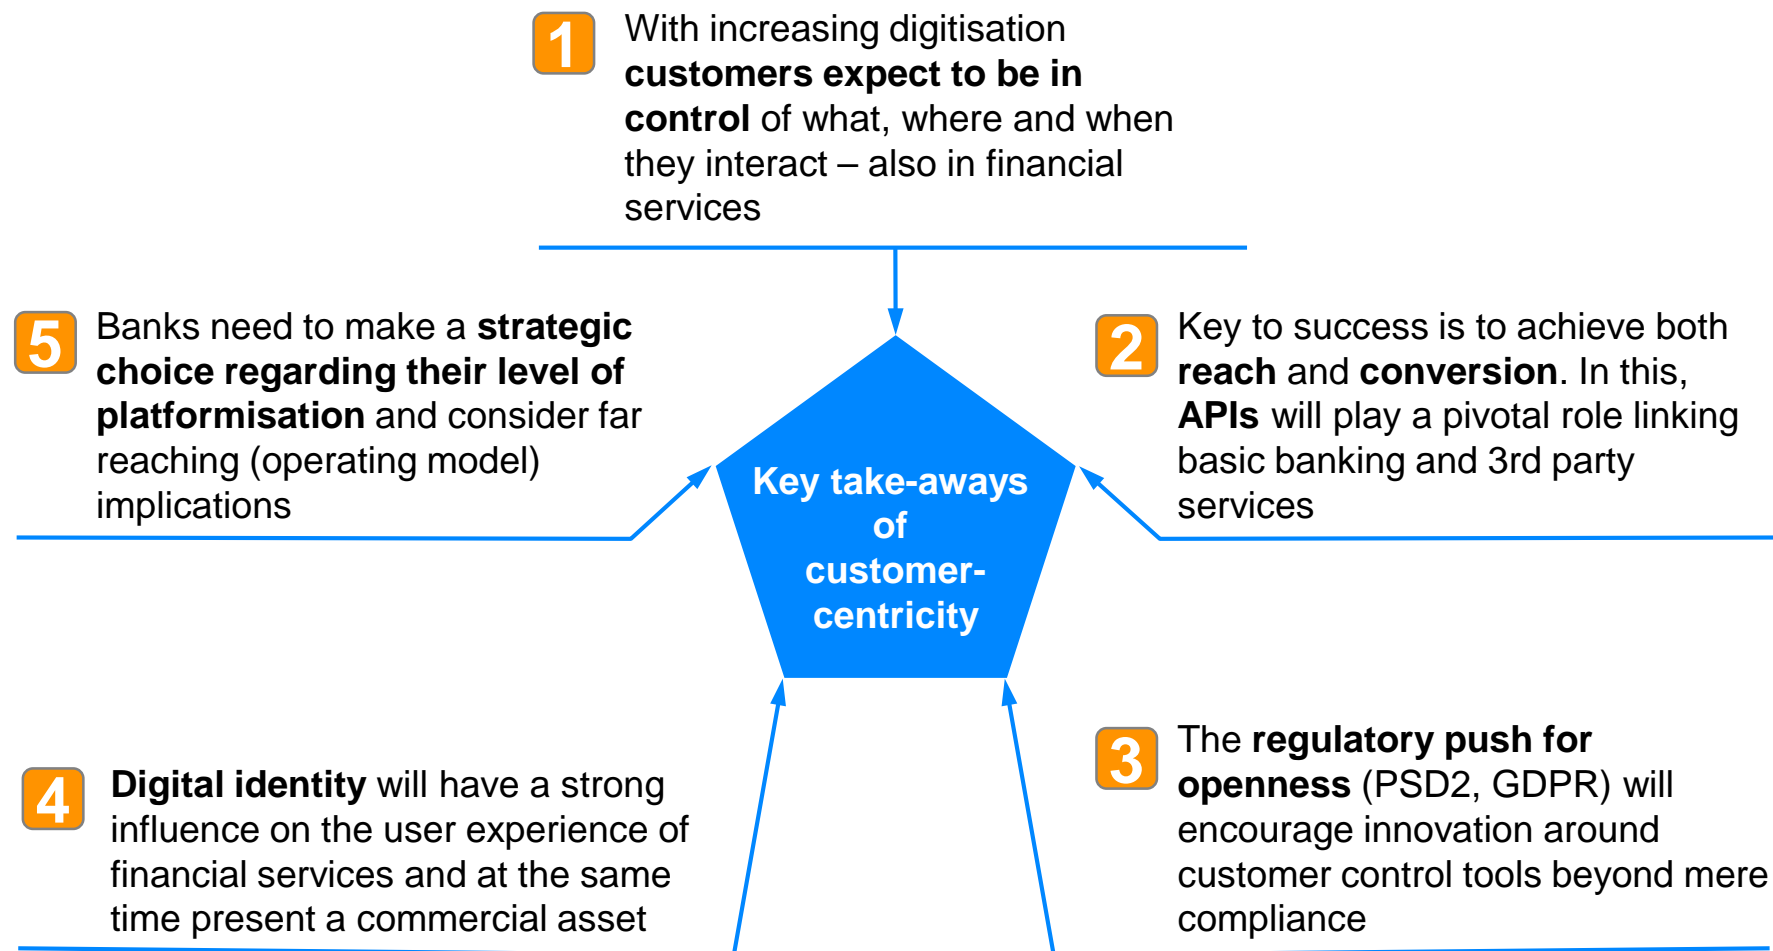 1
With increasing digitisation
customers expect to be in
control of what, where and when
they interact – also in financial
services
2
Key to success is to achieve both
reach and conversion. In this,
APIs will play a pivotal role linking
basic banking and 3rd party
services
3
The regulatory push for
openness (PSD2, GDPR) will
encourage innovation around
customer control tools beyond mere
compliance
4
Digital identity will have a strong
influence on the user experience of
financial services and at the same
time present a commercial asset
5
Banks need to make a strategic
choice regarding their level of
platformisation and consider far
reaching (operating model)
implications
Key take-aways
of
customer-
centricity